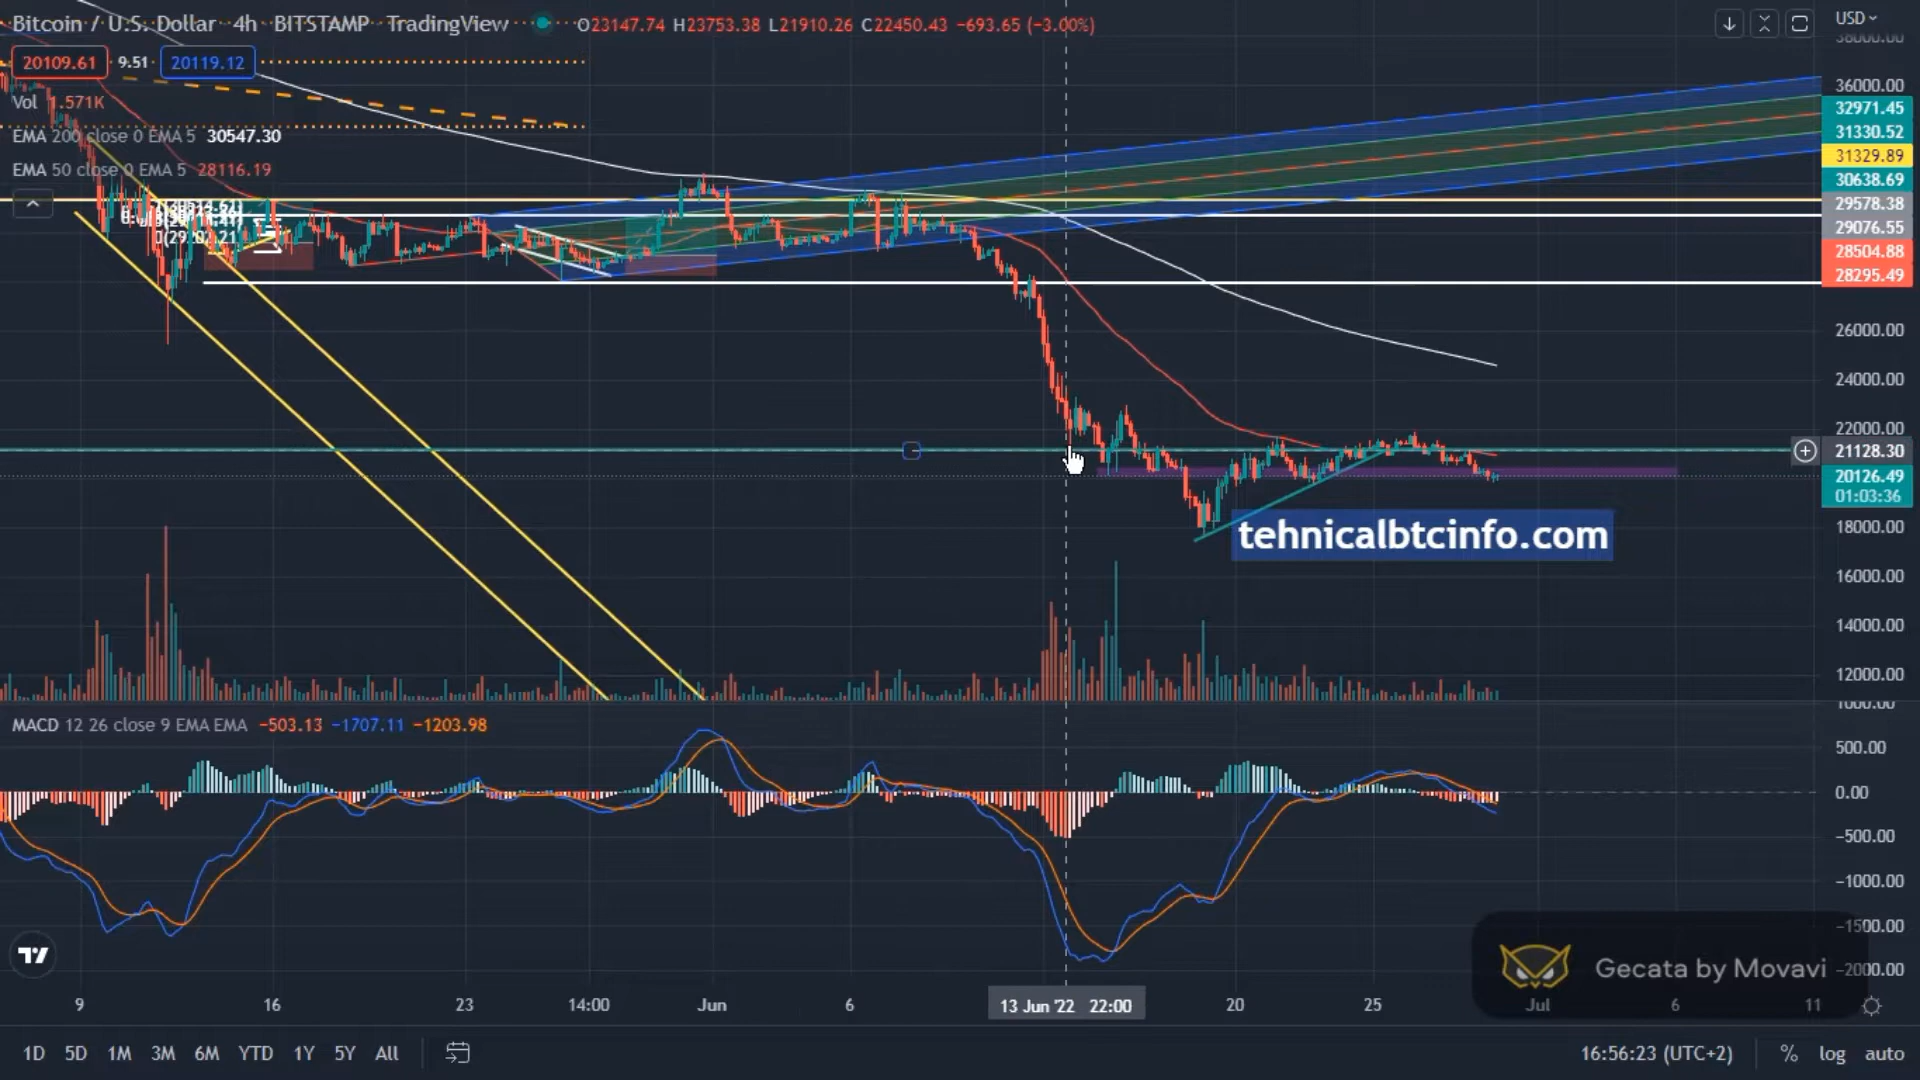 Bitcoin / U.S. Dollar · 4h · BITSTAMP · TradingView O23147.74 H23753.38 L21910.26 C22450.43 −693.65 (−3.00%)
USD
20109.61 9.51 20119.12
38000.00
Vol 1.571K
36000.00
32971.45
EMA 200 close 0 EMA 5 30547.30
31330.52
31329.89
EMA 50 close 0 EMA 5 28116.19
30638.69
29578.38
29076.55
28504.88
28295.49
26000.00
24000.00
22000.00
21128.30
20126.49
01:03:36
18000.00
tehnicalbtcinfo.com
16000.00
14000.00
12000.00
1000.00
MACD 12 26 close 9 EMA EMA −503.13 −1707.11 −1203.98
500.00
0.00
−500.00
−1000.00
−1500.00
Gecata by Movavi
−2000.00
9 16 23 14:00 Jun 6 13 Jun '22 22:00 20 25 Jul 6 11
1D 5D 1M 3M 6M YTD 1Y 5Y All
16:56:23 (UTC+2) % log auto